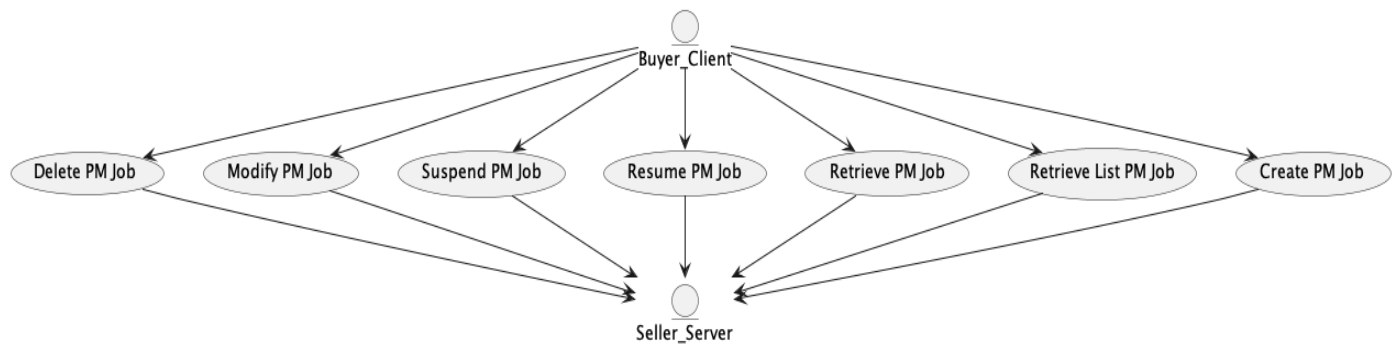 Buyer_Client
Delete PM Job
Modify PM Job
Suspend PM Job
Resume PM Job
Retrieve PM Job
Retrieve List PM Job
Create PM Job
Seller_Server